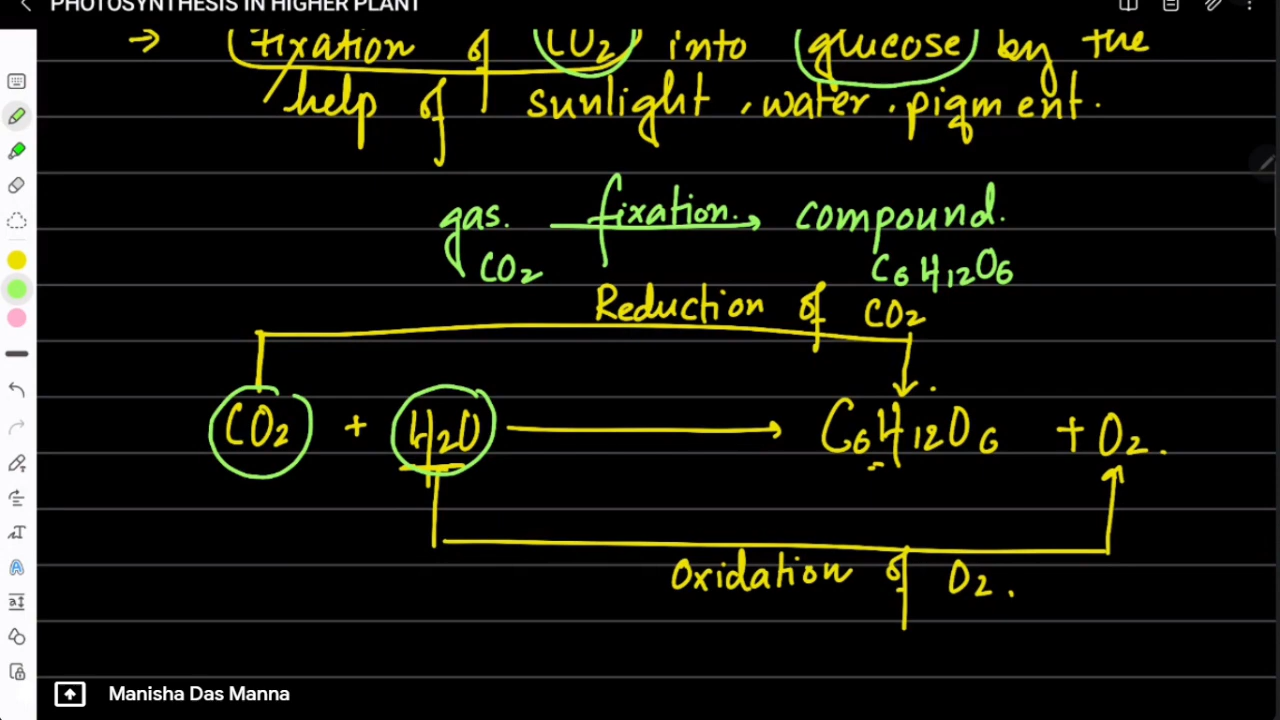 PHOTOSYNTHESIS IN HIGHER PLANT
→ fixation of CO2 into glucose by the
help of sunlight, water, pigment.
gas. fixation. → compound.
CO2 C6H12O6
Reduction of CO2
CO2 + H2O → C6H12O6 + O2.
Oxidation of O2.
Manisha Das Manna